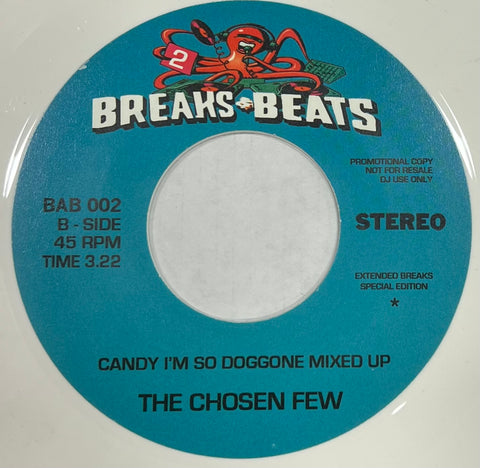 2
BREAKS & BEATS
PROMOTIONAL COPY
NOT FOR RESALE
DJ USE ONLY
BAB 002
B - SIDE
45 RPM
TIME 3.22
STEREO
EXTENDED BREAKS
SPECIAL EDITION
*
CANDY I'M SO DOGGONE MIXED UP
THE CHOSEN FEW